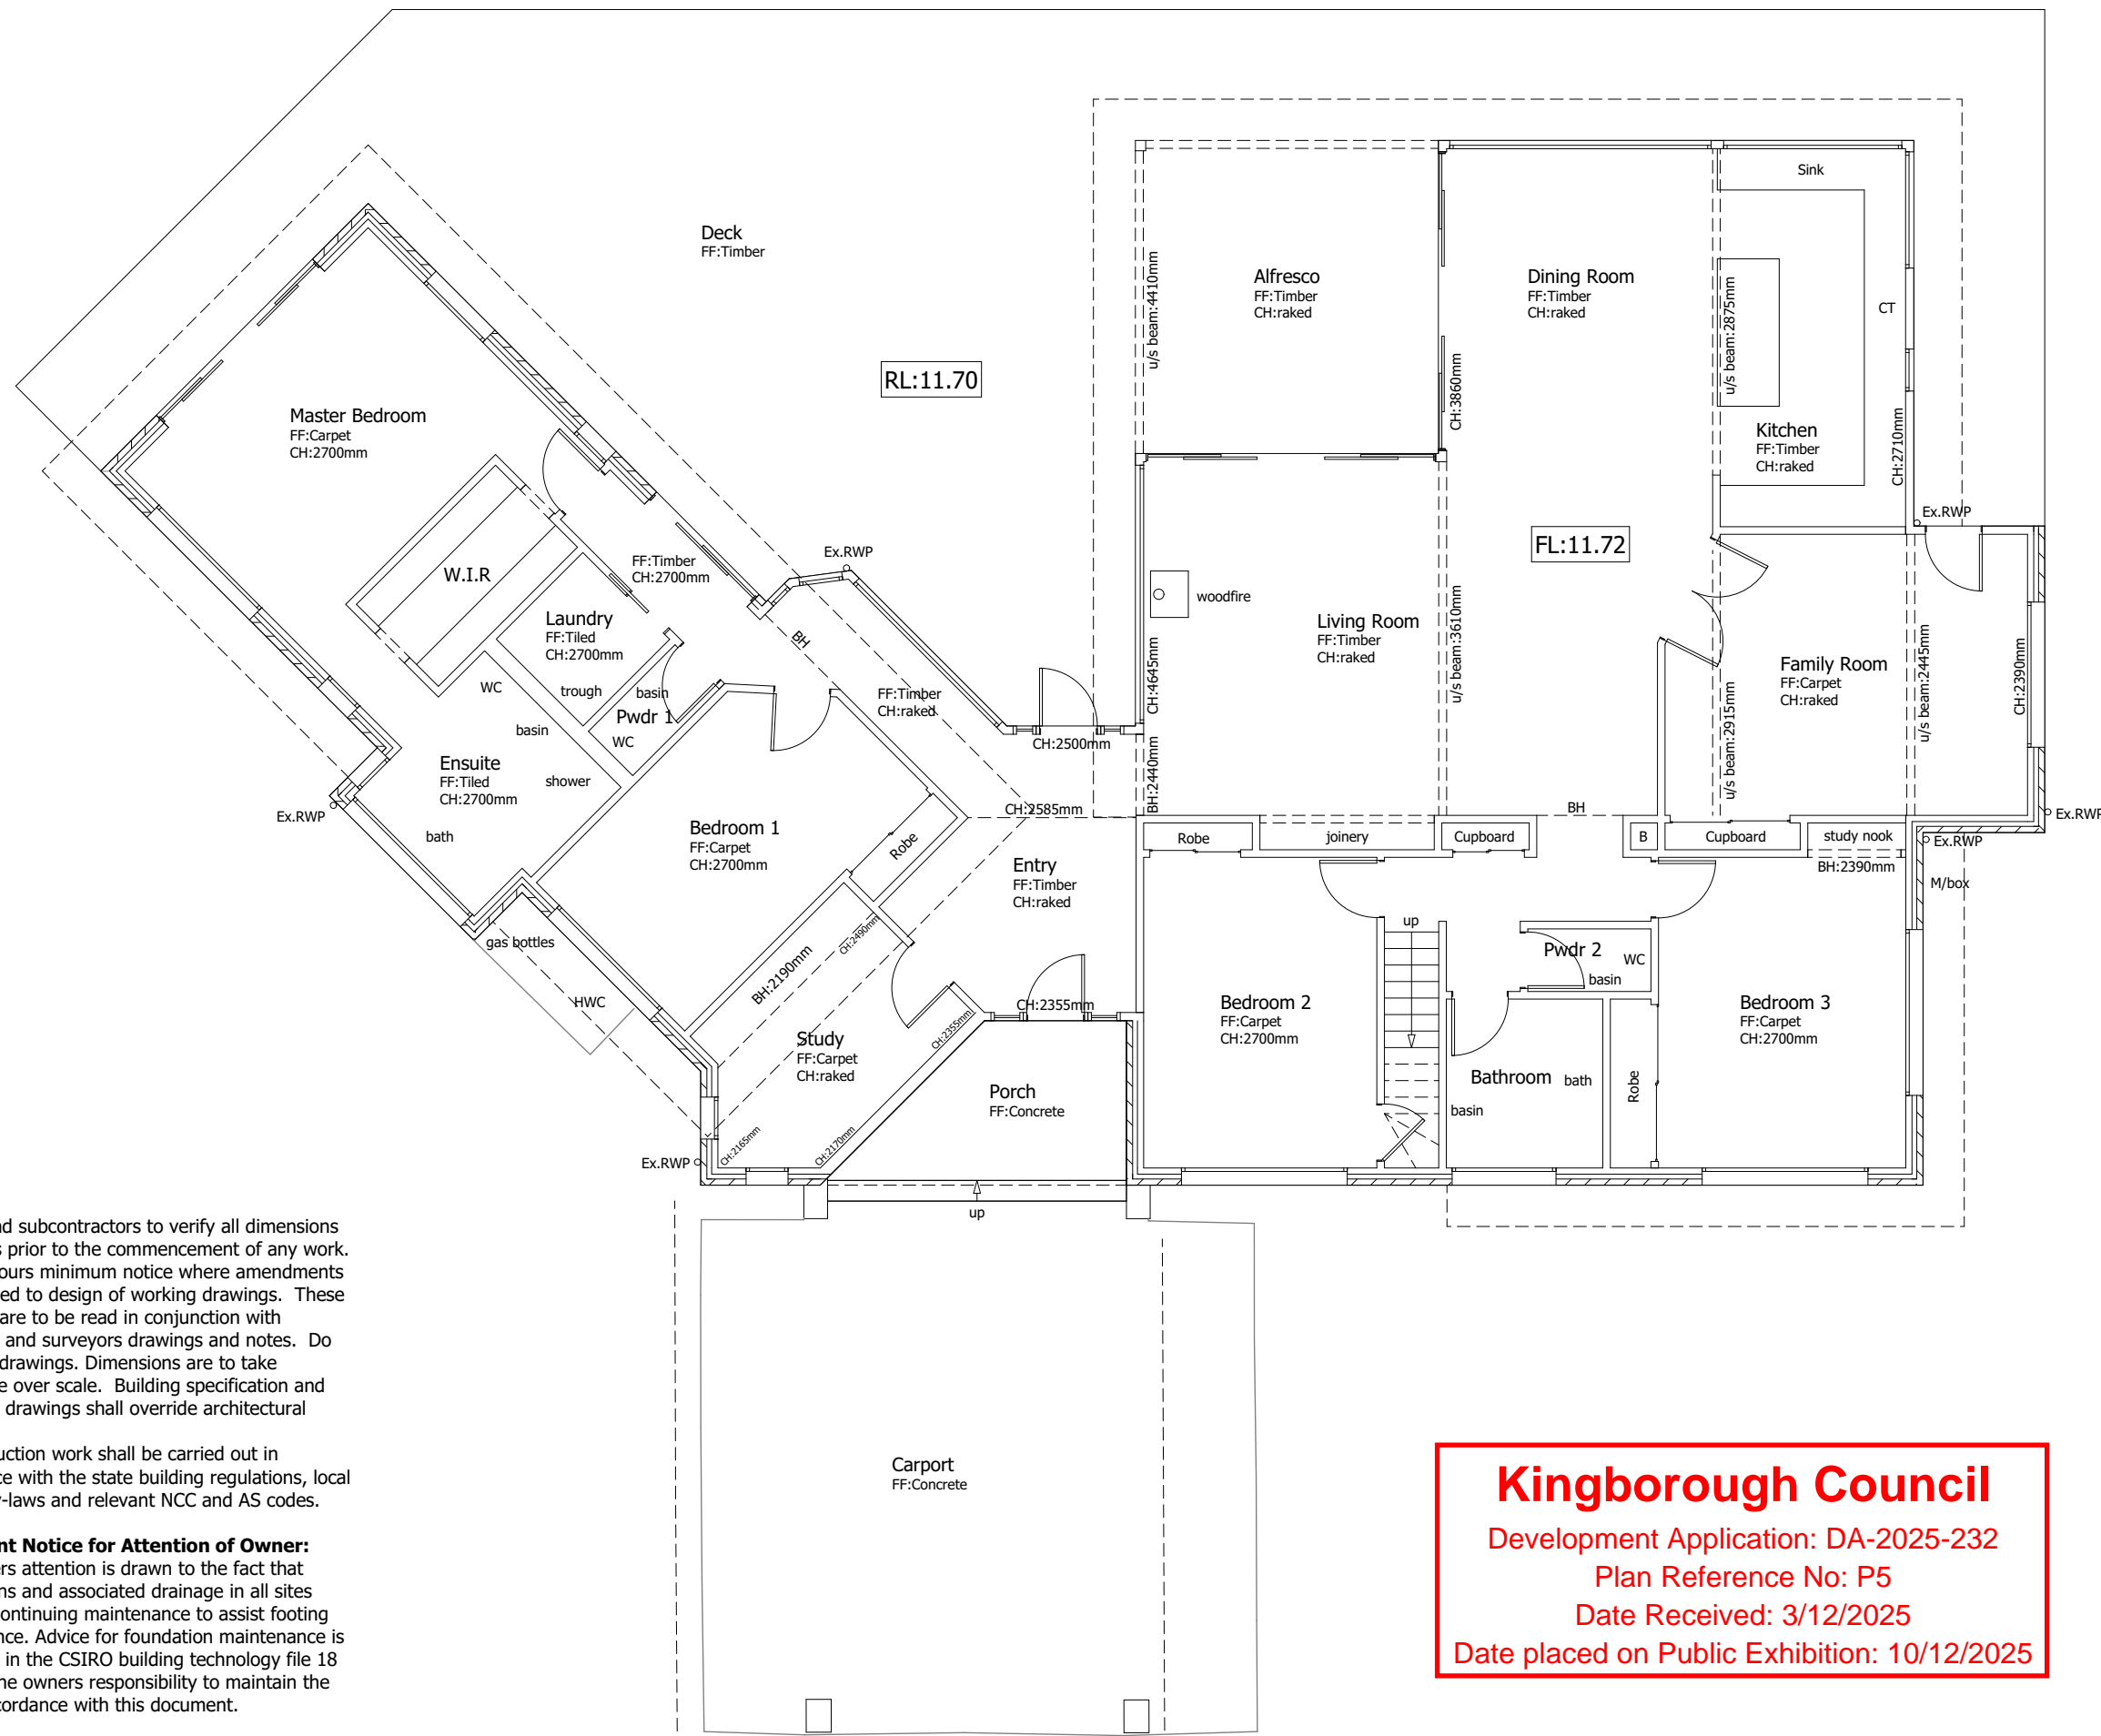 Deck
FF:Timber
RL:11.70
Alfresco
FF:Timber
CH:raked
u/s beam:4410mm
Dining Room
FF:Timber
CH:raked
CH:3860mm
u/s beam:2875mm
Sink
CT
Kitchen
FF:Timber
CH:raked
CH:2710mm
Ex.RWP
FL:11.72
Master Bedroom
FF:Carpet
CH:2700mm
W.I.R
FF:Timber
CH:2700mm
Ex.RWP
BH
Laundry
FF:Tiled
CH:2700mm
trough
basin
Pwdr 1
WC
WC
basin
shower
Ensuite
FF:Tiled
CH:2700mm
bath
Ex.RWP
FF:Timber
CH:raked
CH:2500mm
woodfire
CH:4645mm
BH:2440mm
Living Room
FF:Timber
CH:raked
u/s beam:3610mm
Family Room
FF:Carpet
CH:raked
u/s beam:2915mm
u/s beam:2445mm
CH:2390mm
Ex.RWP
Ex.RWP
M/box
Bedroom 1
FF:Carpet
CH:2700mm
Robe
CH:2585mm
Entry
FF:Timber
CH:raked
Robe
joinery
Cupboard
BH
B
Cupboard
study nook
BH:2390mm
gas bottles
HWC
BH:2190mm
CH:2490mm
Study
FF:Carpet
CH:raked
CH:2355mm
CH:2355mm
CH:2165mm
CH:2170mm
Ex.RWP
Porch
FF:Concrete
up
Bedroom 2
FF:Carpet
CH:2700mm
up
Pwdr 2
WC
basin
Bathroom
bath
basin
Robe
Bedroom 3
FF:Carpet
CH:2700mm
Carport
FF:Concrete
subcontractors to verify all dimensions
prior to the commencement of any work.
minimum notice where amendments
to design of working drawings. These
are to be read in conjunction with
and surveyors drawings and notes. Do
drawings. Dimensions are to take
over scale. Building specification and
drawings shall override architectural
work shall be carried out in
with the state building regulations, local
and relevant NCC and AS codes.
Notice for Attention of Owner:
attention is drawn to the fact that
and associated drainage in all sites
continuing maintenance to assist footing
Advice for foundation maintenance is
in the CSIRO building technology file 18
owners responsibility to maintain the
with this document.
Kingborough Council
Development Application: DA-2025-232
Plan Reference No: P5
Date Received: 3/12/2025
Date placed on Public Exhibition: 10/12/2025